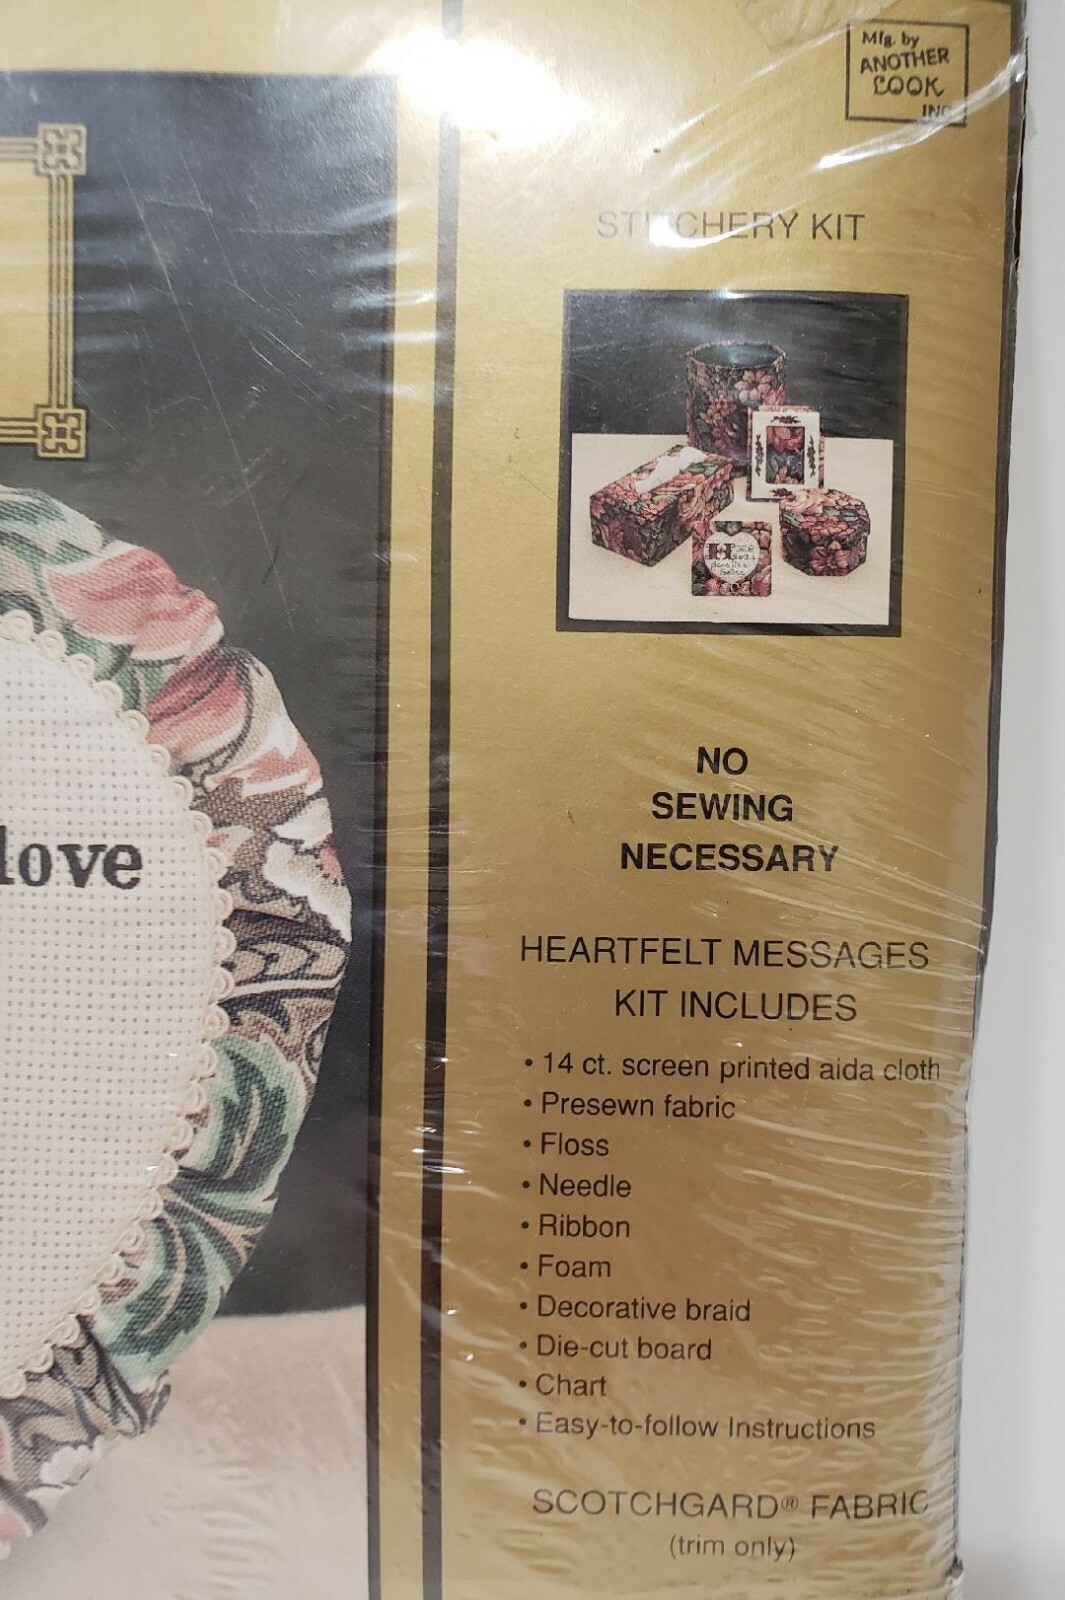 Mfg. by
ANOTHER
LOOK
INC
STITCHERY KIT
NO
SEWING
NECESSARY
love
HEARTFELT MESSAGES
KIT INCLUDES
• 14 ct. screen printed aida cloth
• Presewn fabric
• Floss
• Needle
• Ribbon
• Foam
• Decorative braid
• Die-cut board
• Chart
• Easy-to-follow Instructions
SCOTCHGARD® FABRIC
(trim only)